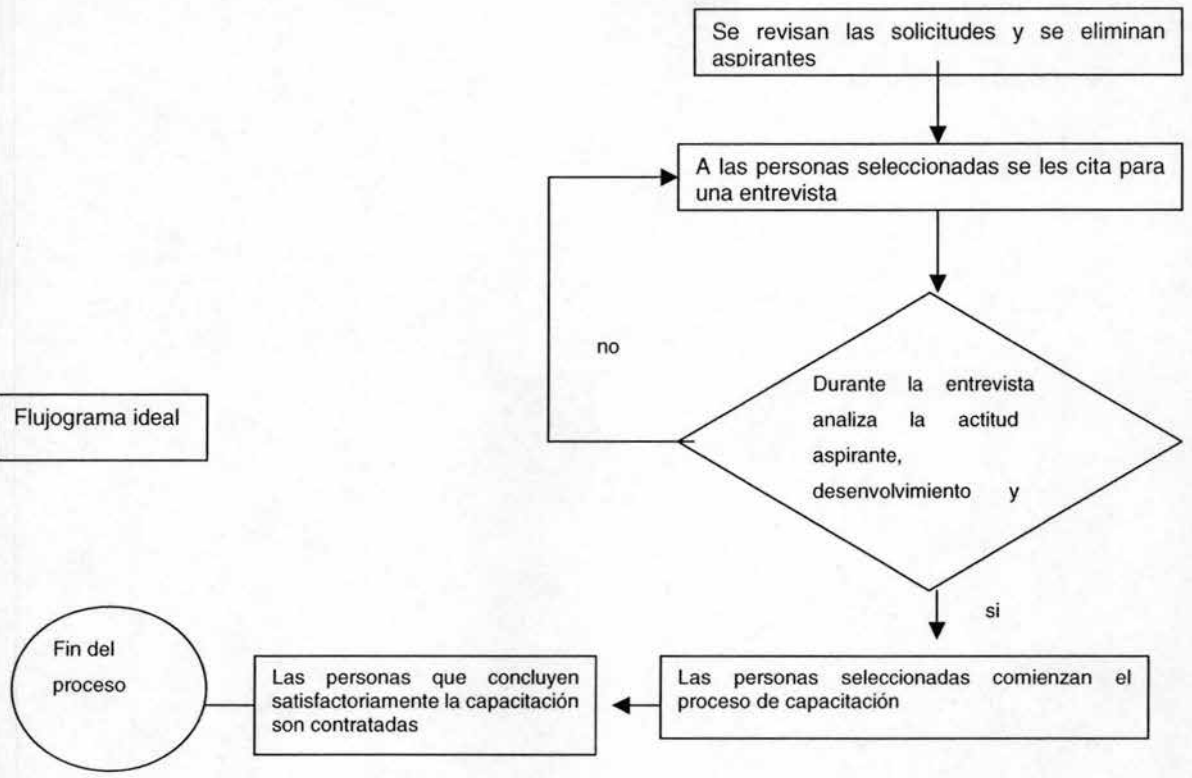 Se revisan las solicitudes y se eliminan
aspirantes
A las personas seleccionadas se les cita para
una entrevista
no
Durante la entrevista
analiza la actitud
aspirante,
desenvolvimiento y
Flujograma ideal
si
Las personas seleccionadas comienzan el
proceso de capacitación
Las personas que concluyen
satisfactoriamente la capacitación
son contratadas
Fin del
proceso